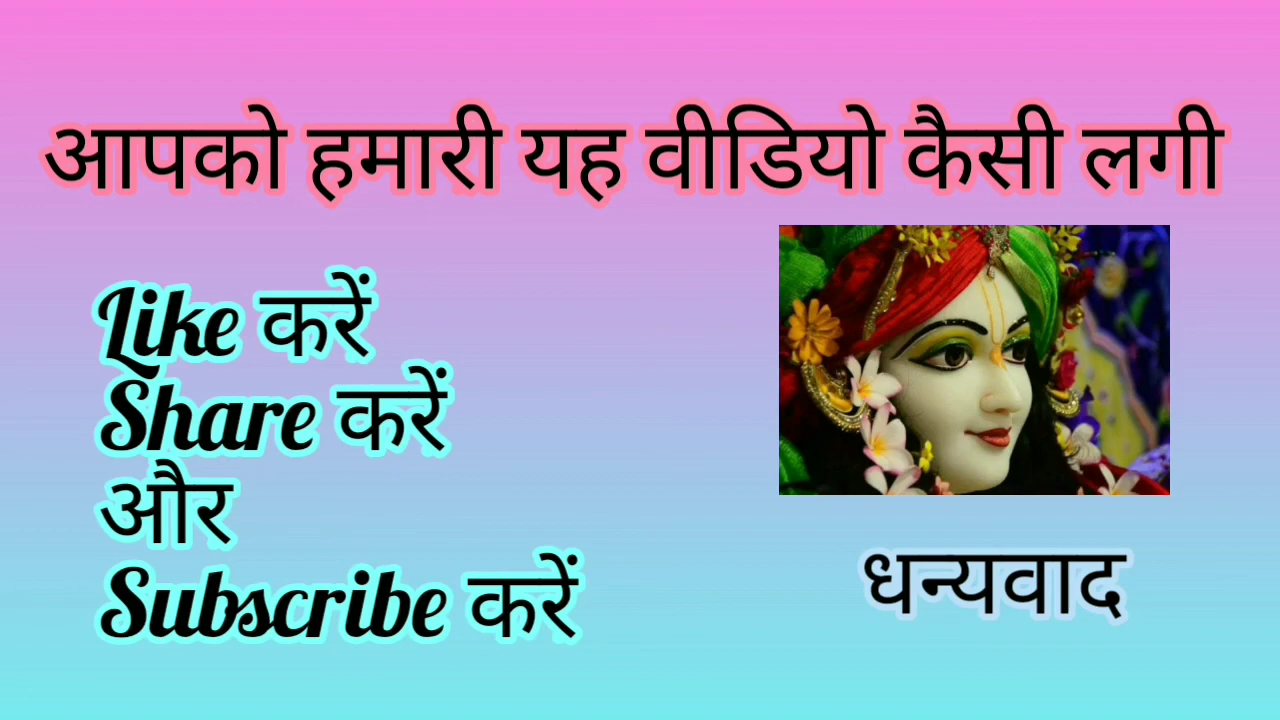 आपको हमारी यह वीडियो कैसी लगी
Like करें
Share करें
और
Subscribe करें
धन्यवाद